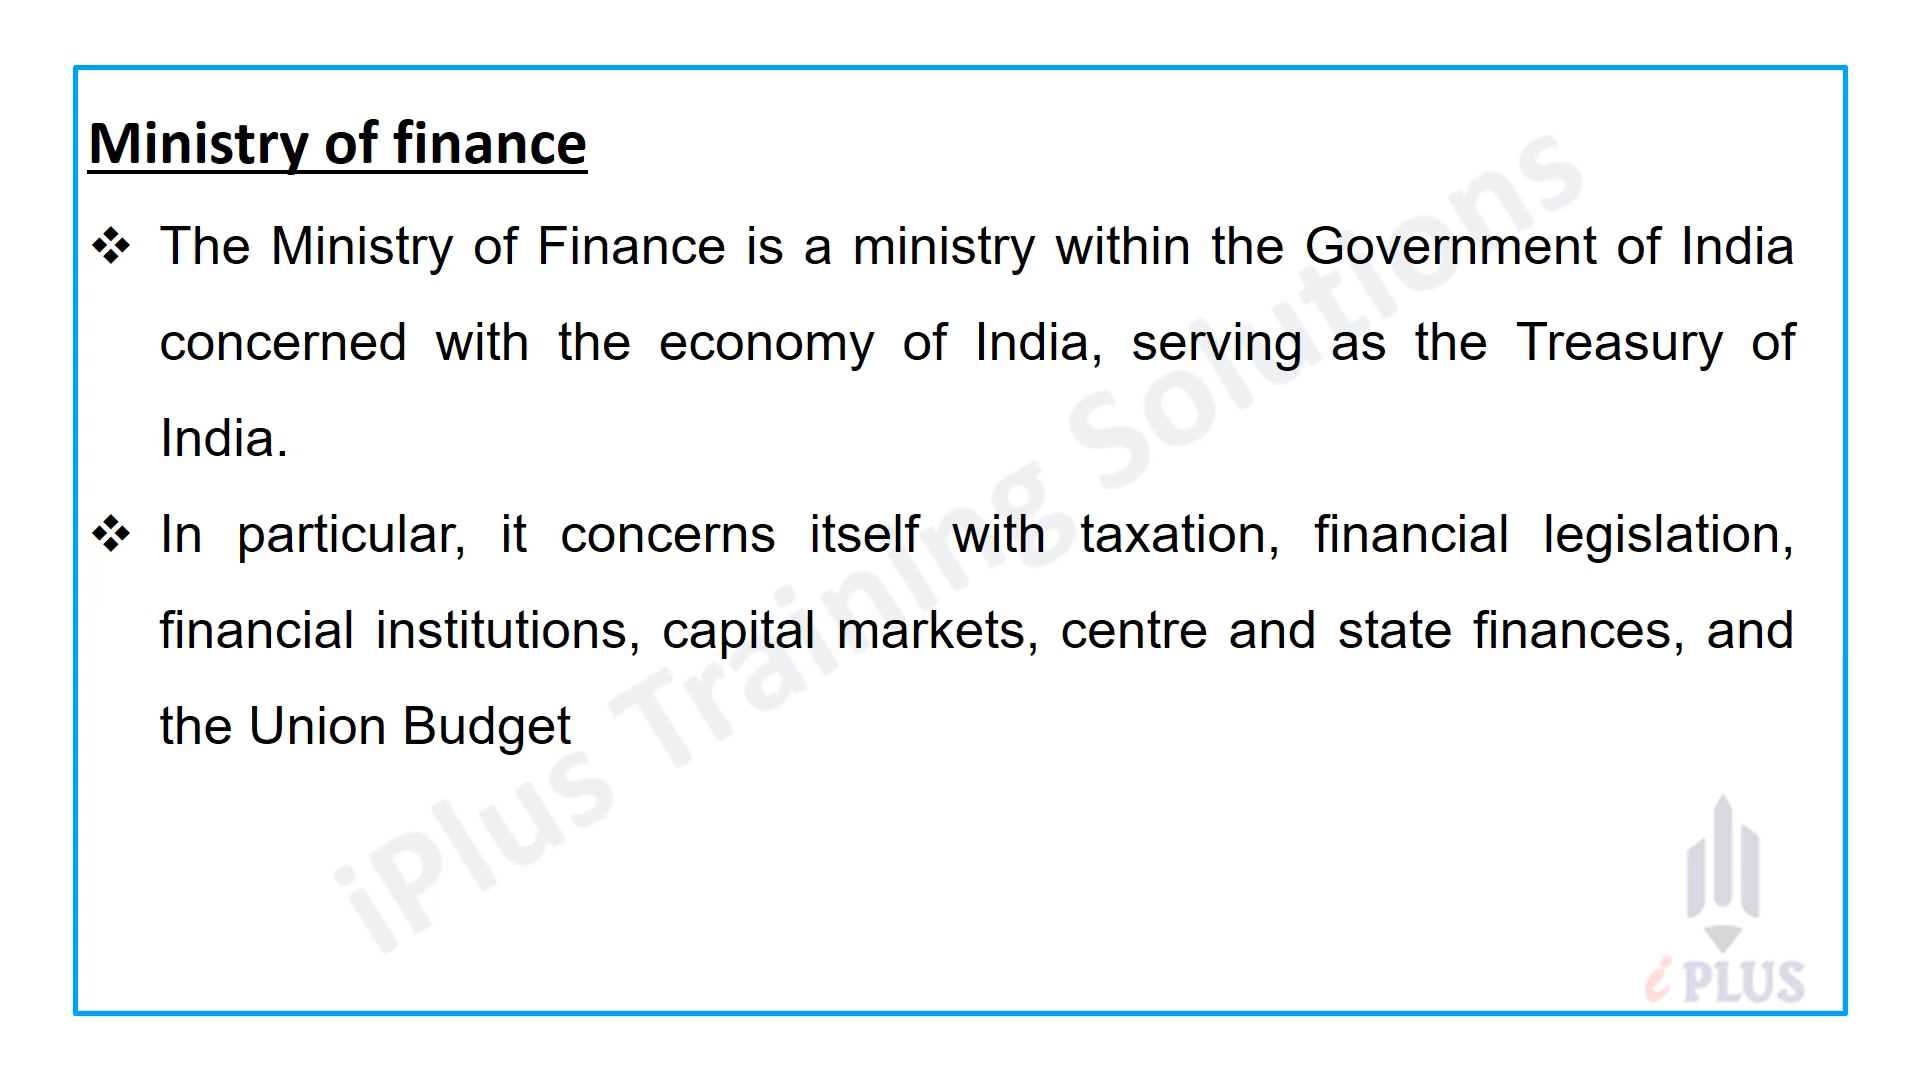 Ministry of finance
❖ The Ministry of Finance is a ministry within the Government of India
concerned with the economy of India, serving as the Treasury of
India.
❖ In particular, it concerns itself with taxation, financial legislation,
financial institutions, capital markets, centre and state finances, and
the Union Budget
iPlus Training Solutions
i PLUS